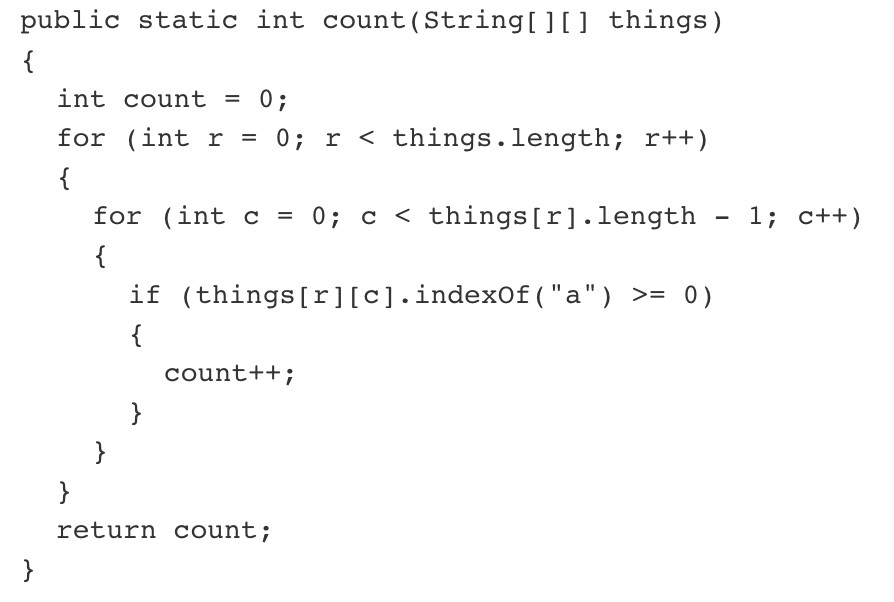 public static int count(String[][] things)
{
  int count = 0;
  for (int r = 0; r < things.length; r++)
  {
    for (int c = 0; c < things[r].length - 1; c++)
    {
      if (things[r][c].indexOf("a") >= 0)
      {
        count++;
      }
    }
  }
  return count;
}